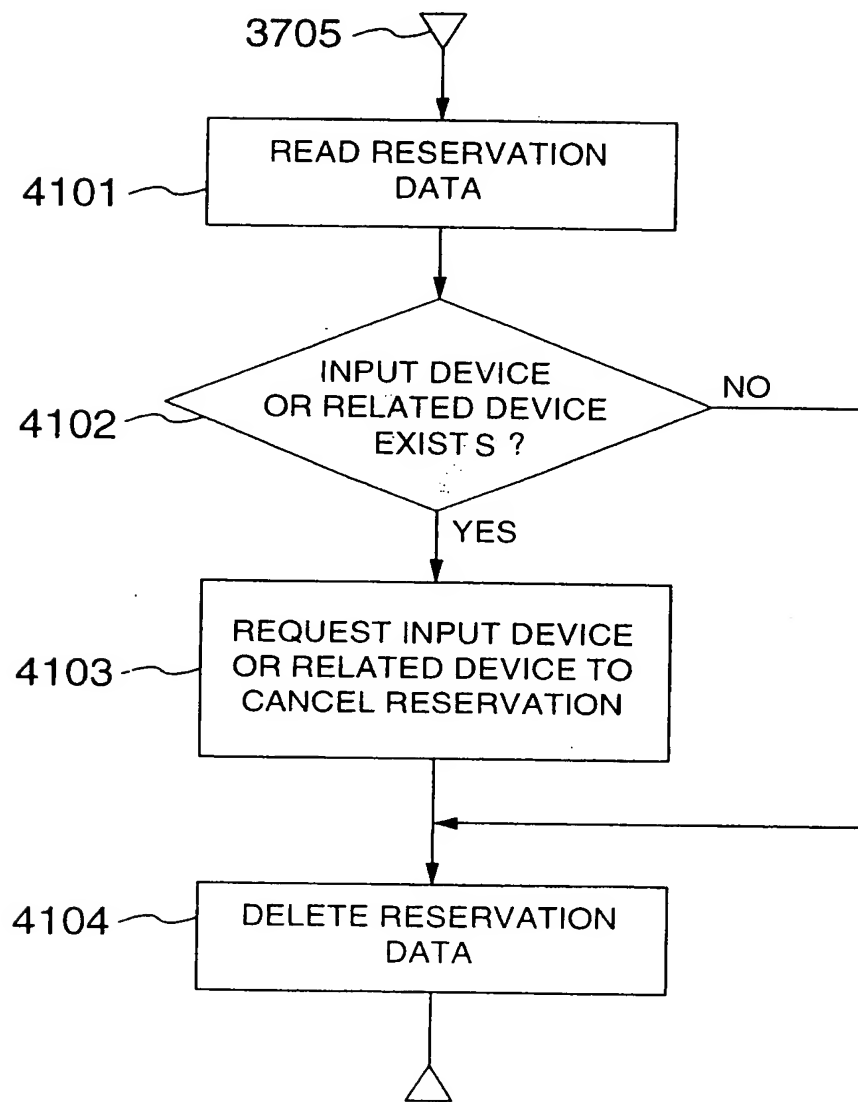 3705
READ RESERVATION
DATA
4101
INPUT DEVICE
OR RELATED DEVICE
EXISTS ?
NO
4102
YES
REQUEST INPUT DEVICE
OR RELATED DEVICE TO
CANCEL RESERVATION
4103
DELETE RESERVATION
DATA
4104